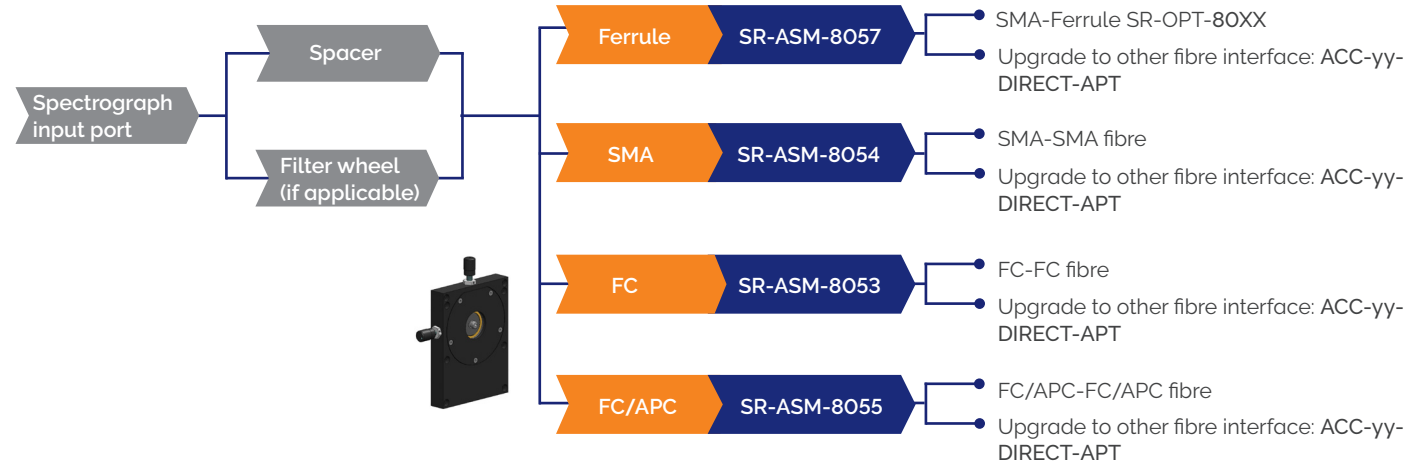 Spectrograph
input port
Spacer
Filter wheel
(if applicable)
Ferrule SR-ASM-8057
SMA-Ferrule SR-OPT-80XX
Upgrade to other fibre interface: ACC-yy-
DIRECT-APT
SMA SR-ASM-8054
SMA-SMA fibre
Upgrade to other fibre interface: ACC-yy-
DIRECT-APT
FC SR-ASM-8053
FC-FC fibre
Upgrade to other fibre interface: ACC-yy-
DIRECT-APT
FC/APC SR-ASM-8055
FC/APC-FC/APC fibre
Upgrade to other fibre interface: ACC-yy-
DIRECT-APT